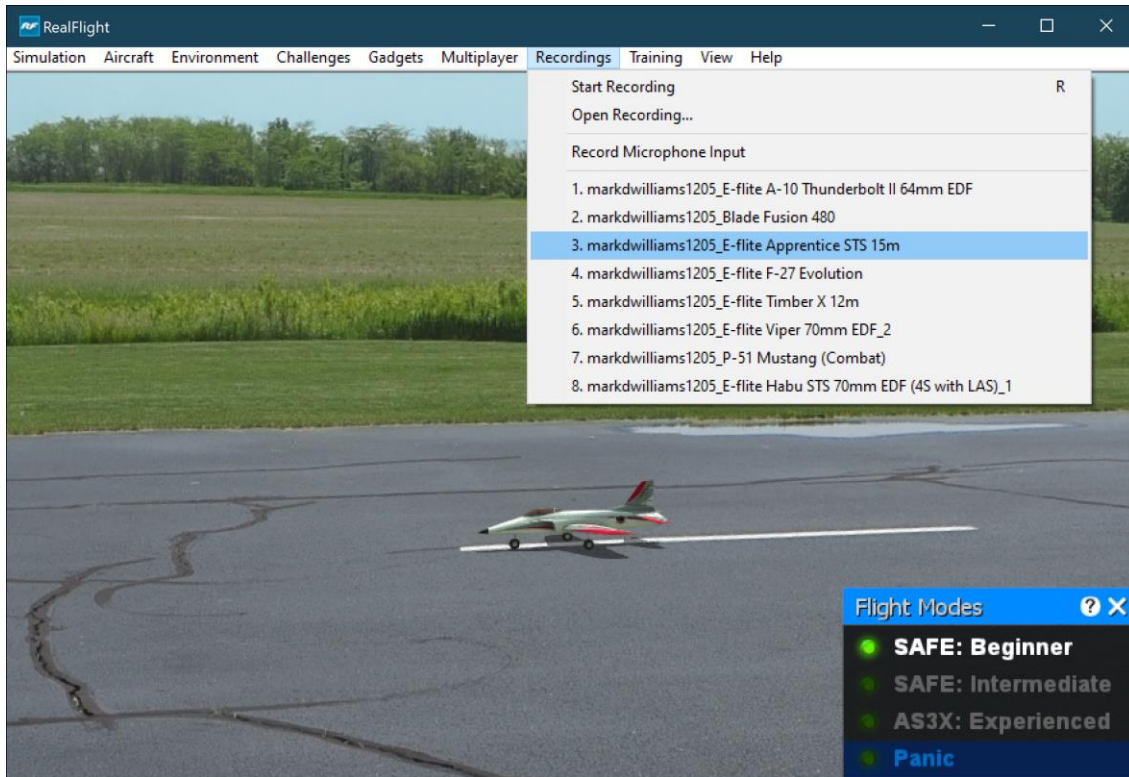 RealFlight
Simulation Aircraft Environment Challenges Gadgets Multiplayer Recordings Training View Help
Start Recording R
Open Recording...
Record Microphone Input
1. markdwilliams1205_E-flite A-10 Thunderbolt II 64mm EDF
2. markdwilliams1205_Blade Fusion 480
3. markdwilliams1205_E-flite Apprentice STS 15m
4. markdwilliams1205_E-flite F-27 Evolution
5. markdwilliams1205_E-flite Timber X 12m
6. markdwilliams1205_E-flite Viper 70mm EDF_2
7. markdwilliams1205_P-51 Mustang (Combat)
8. markdwilliams1205_E-flite Habu STS 70mm EDF (4S with LAS)_1
Flight Modes ?
SAFE: Beginner
SAFE: Intermediate
AS3X: Experienced
Panic